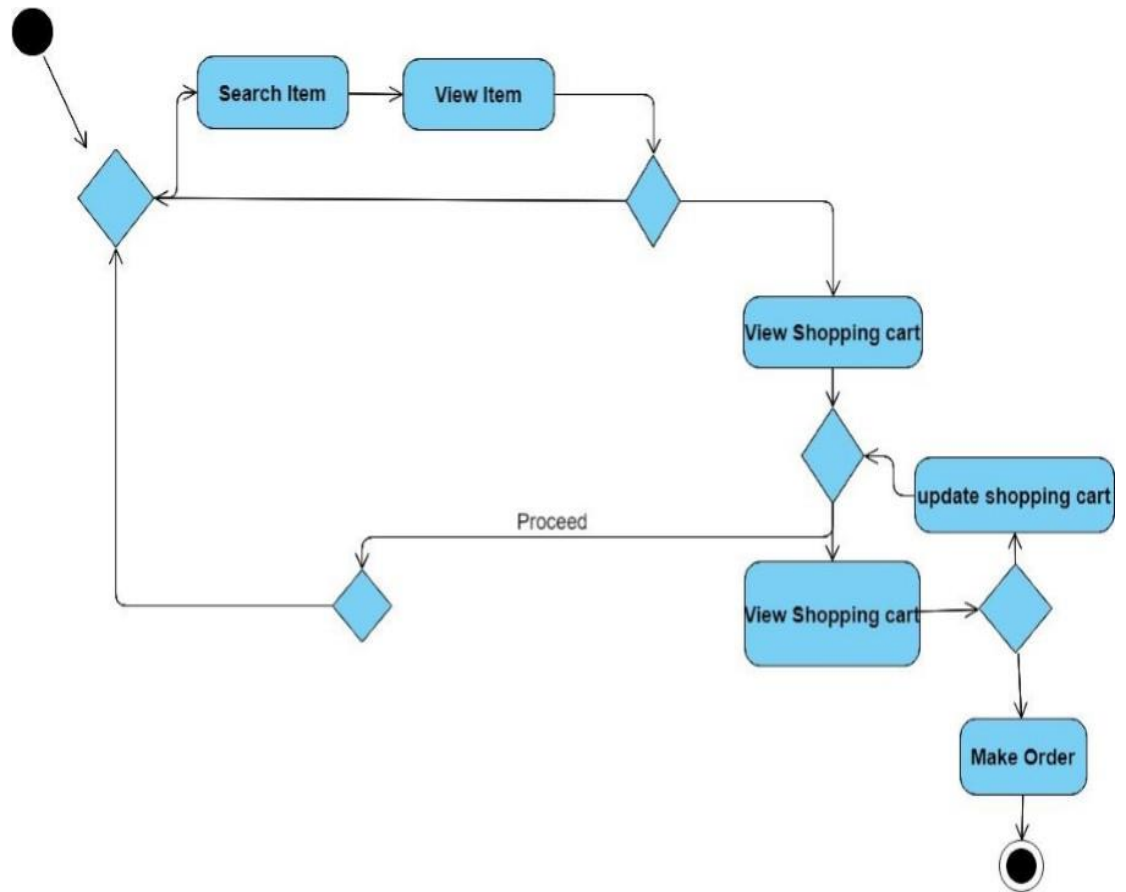 Search Item
View Item
View Shopping cart
update shopping cart
Proceed
View Shopping cart
Make Order